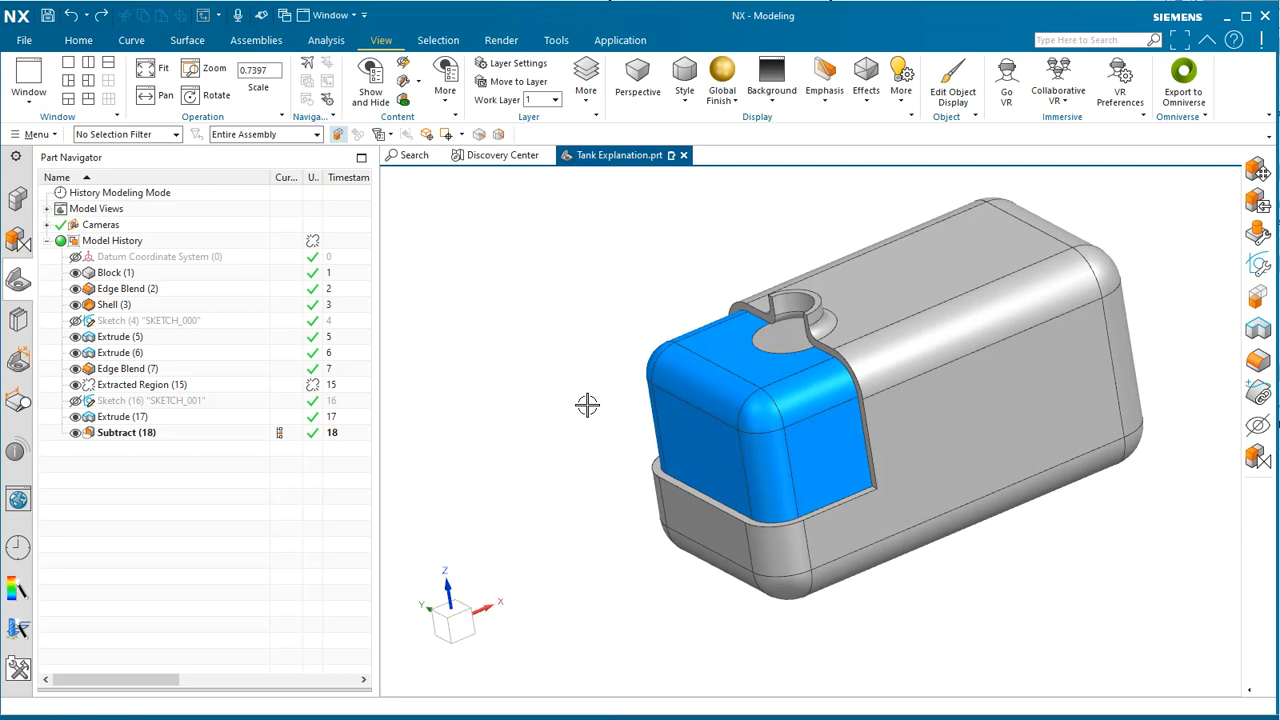 NX Window NX - Modeling SIEMENS
File Home Curve Surface Assemblies Analysis View Selection Render Tools Application Type Here to Search
Window
Fit
Pan
Zoom
Rotate
0.7397
Scale
Show and Hide
More
Layer Settings
Move to Layer
Work Layer 1
More
Perspective
Style
Global Finish
Background
Emphasis
Effects
More
Edit Object Display
Go VR
Collaborative VR
VR Preferences
Export to Omniverse
Window Operation Naviga... Content Layer Display Object Immersive Omniverse
Menu No Selection Filter Entire Assembly
Part Navigator
Search Discovery Center Tank Explanation.prt
Name Cur... U.. Timestam
History Modeling Mode
Model Views
Cameras
Model History
Datum Coordinate System (0) 0
Block (1) 1
Edge Blend (2) 2
Shell (3) 3
Sketch (4) "SKETCH_000" 4
Extrude (5) 5
Extrude (6) 6
Edge Blend (7) 7
Extracted Region (15) 15
Sketch (16) "SKETCH_001" 16
Extrude (17) 17
Subtract (18) 18
Z
Y
X